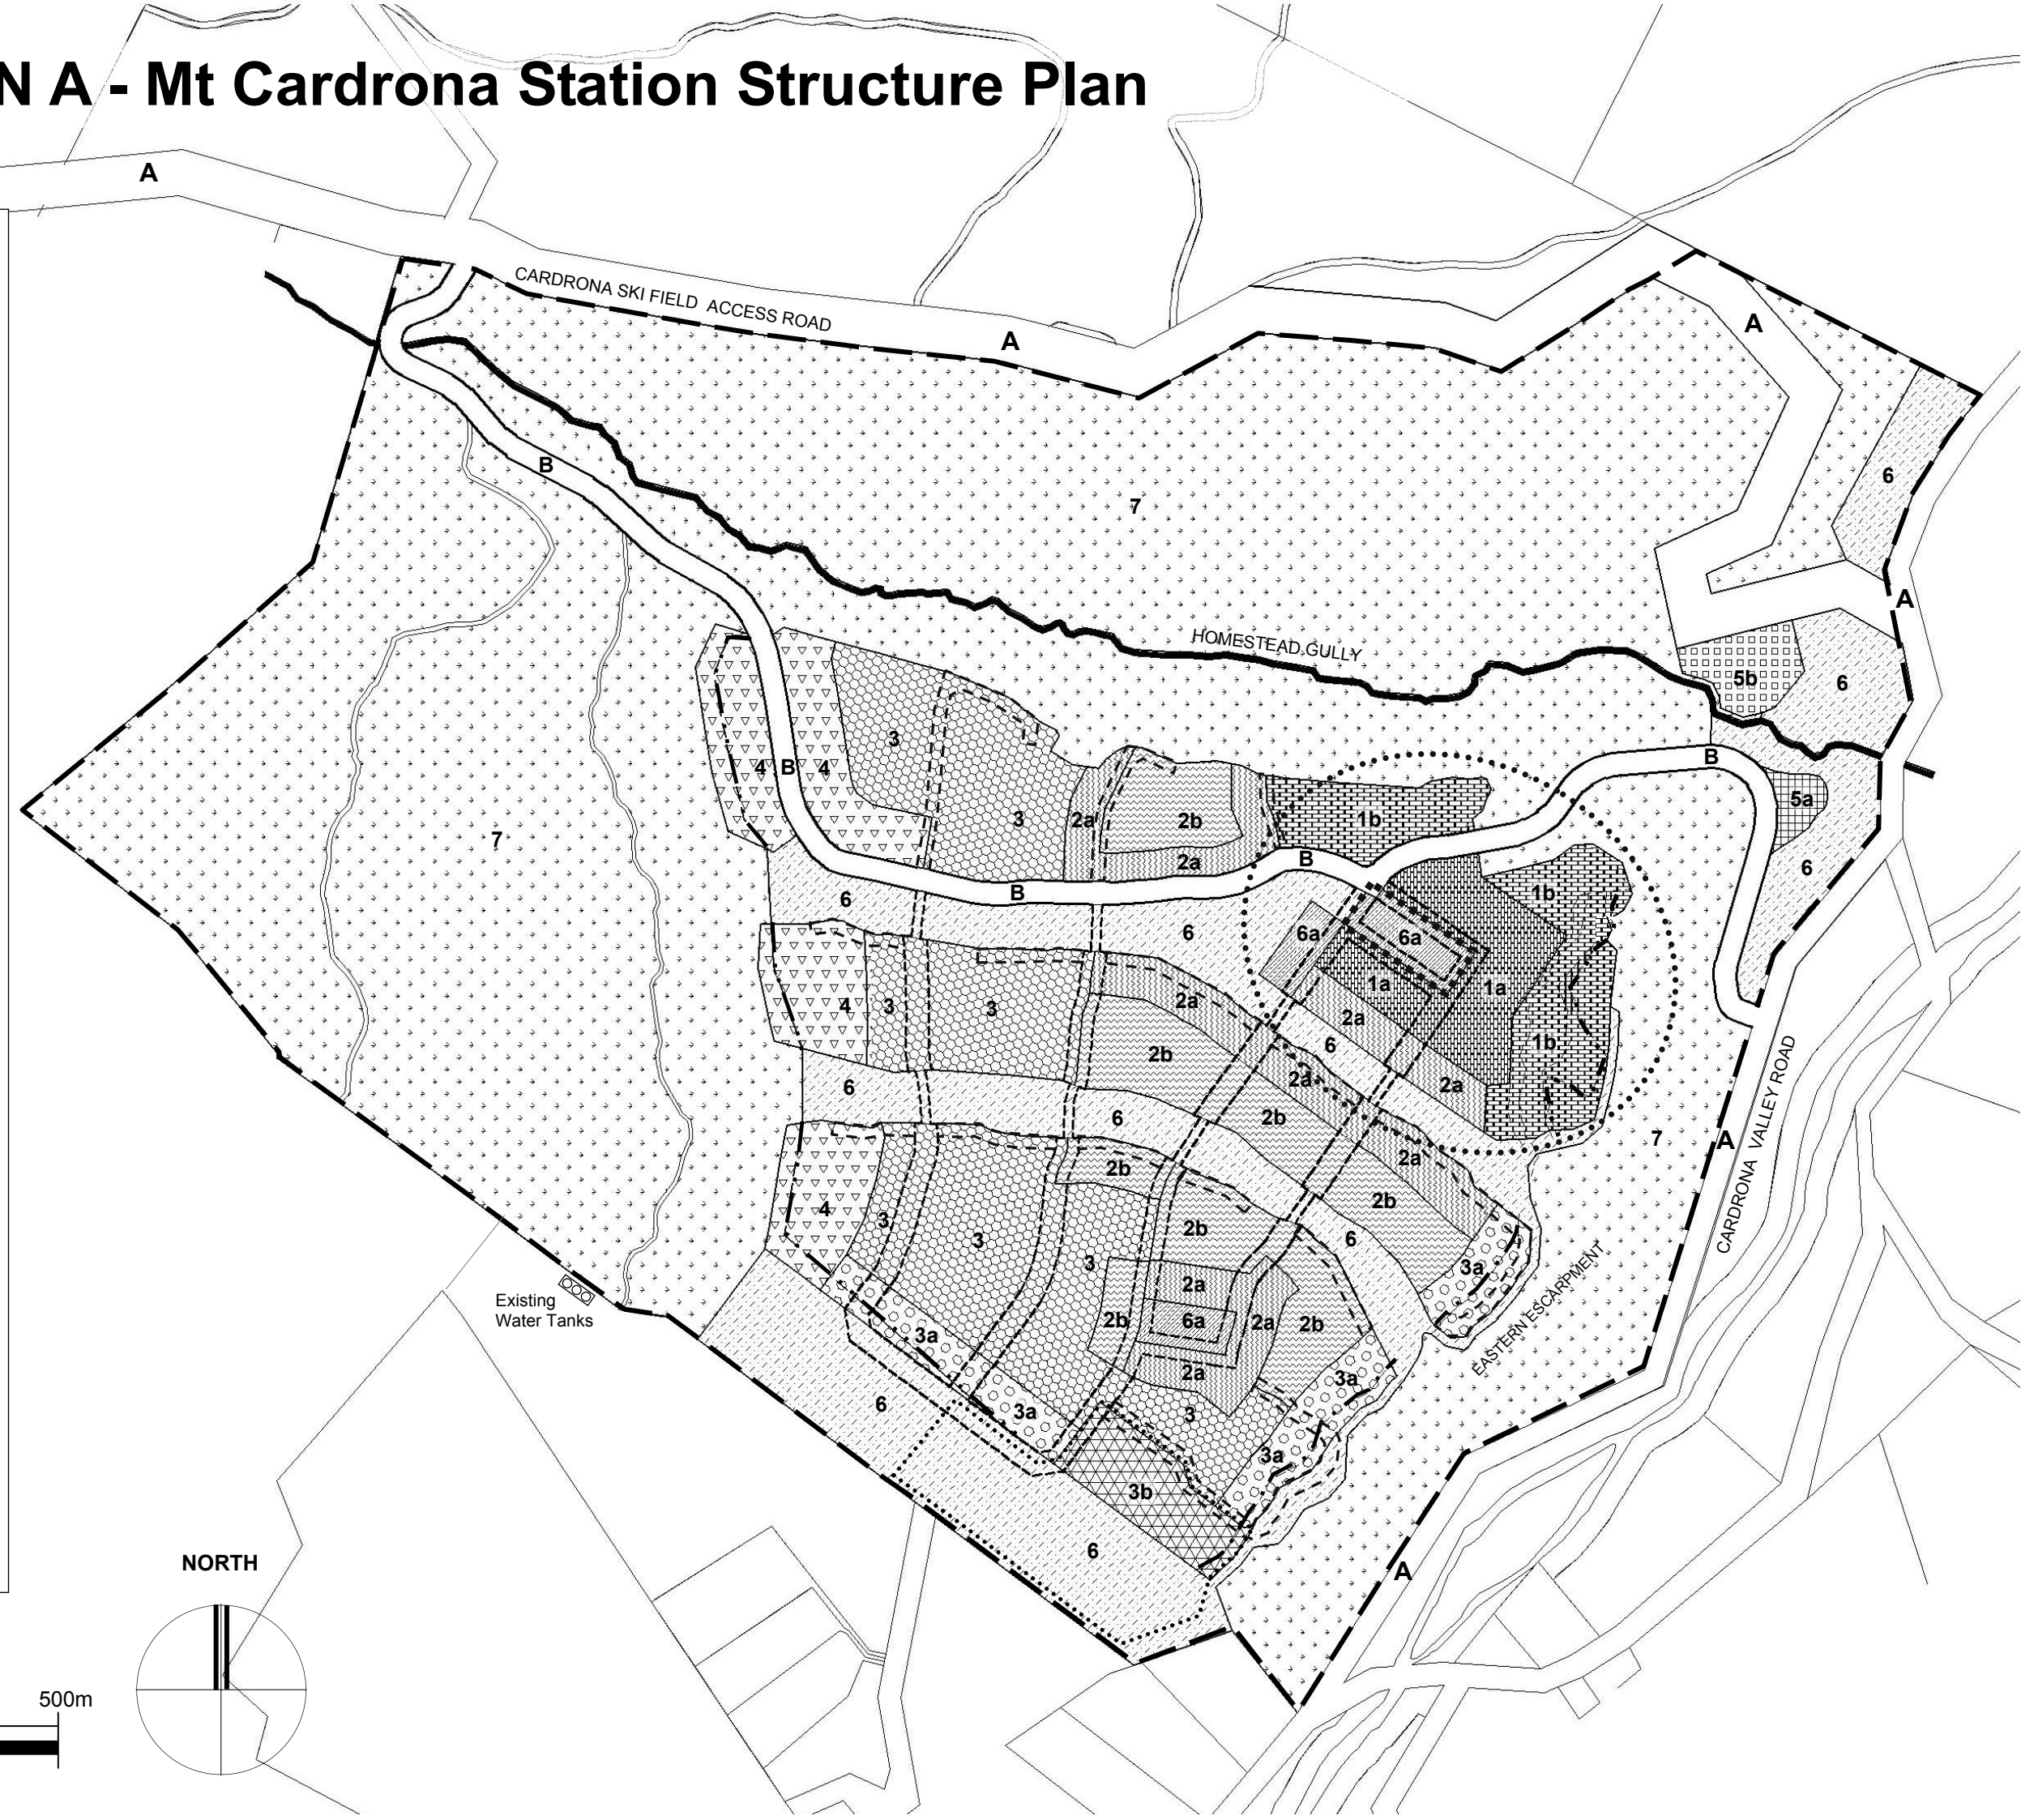 N A - Mt Cardrona Station Structure Plan
A
CARDRONA SKI FIELD ACCESS ROAD
A
A
B
6
7
A
HOMESTEAD GULLY
5b
6
3
B
4
B
4
5a
3
2a
2b
1b
2a
B
6
7
B
1b
6
6
6a
6a
1a
1a
4
3
3
2a
2a
1b
6
2b
2a
2a
6
6
2b
7
A
CARDRONA VALLEY ROAD
2b
2a
2b
4
3
3
2b
6
3
3a
EASTERN ESCARPMENT
2a
Existing
Water Tanks
2b
6a
2a
2b
3a
2a
3a
6
3a
3
3a
3b
6
A
NORTH
500m